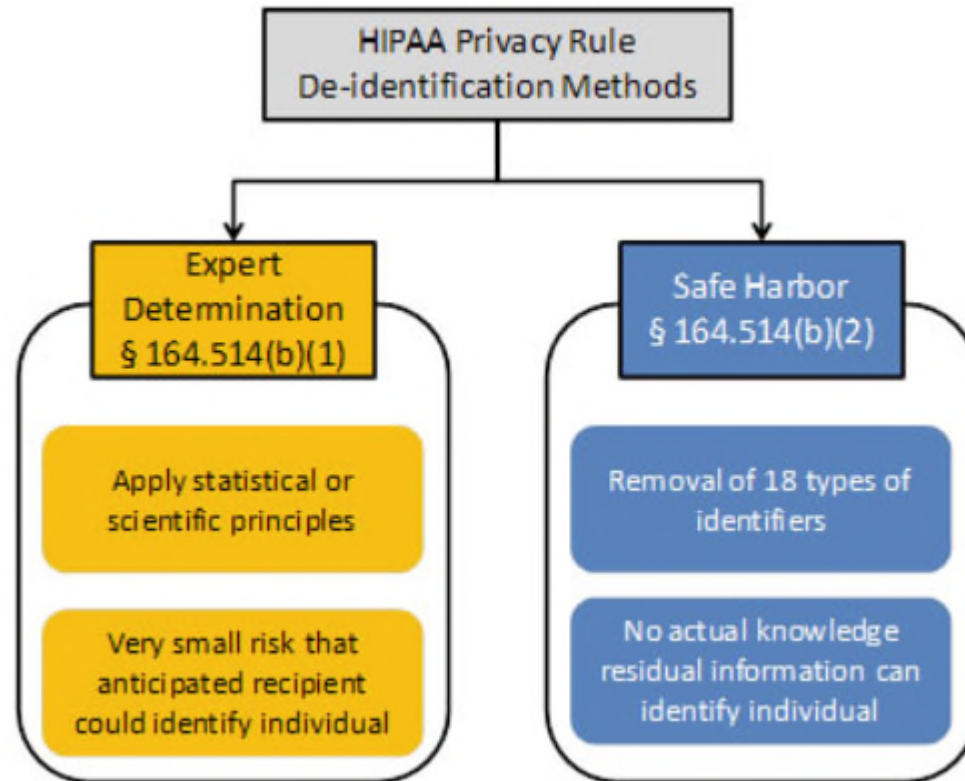 HIPAA Privacy Rule
De-identification Methods
Expert
Determination
§ 164.514(b)(1)
Apply statistical or
scientific principles
Very small risk that
anticipated recipient
could identify individual
Safe Harbor
§ 164.514(b)(2)
Removal of 18 types of
identifiers
No actual knowledge
residual information can
identify individual